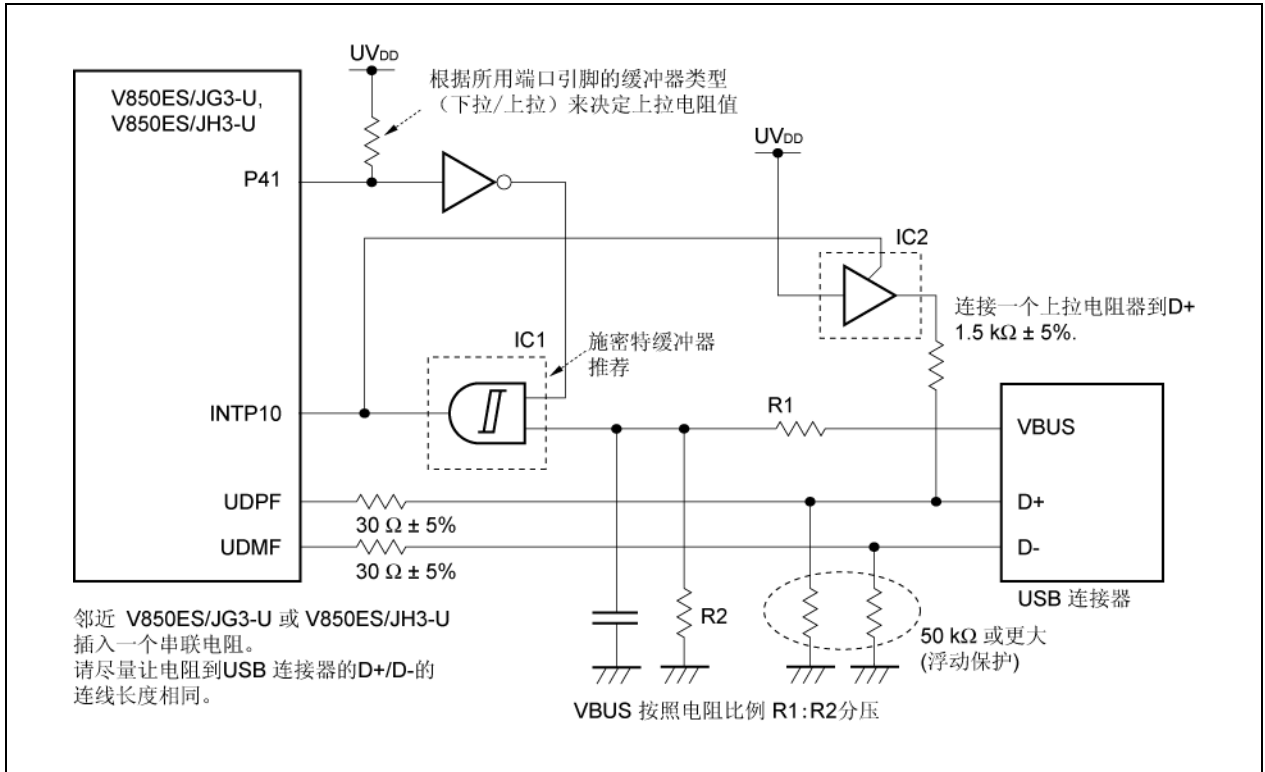 UVDD
根据所用端口引脚的缓冲器类型
（下拉/上拉）来决定上拉电阻值
V850ES/JG3-U,
V850ES/JH3-U
UVDD
P41
IC2
连接一个上拉电阻器到D+
1.5 kΩ ± 5%.
IC1
施密特缓冲器
推荐
R1
INTP10
VBUS
UDPF
D+
30 Ω ± 5%
UDMF
D-
30 Ω ± 5%
USB 连接器
邻近 V850ES/JG3-U 或 V850ES/JH3-U
插入一个串联电阻。
请尽量让电阻到USB 连接器的D+/D-的
连线长度相同。
R2
50 kΩ 或更大
(浮动保护)
VBUS 按照电阻比例 R1:R2分压